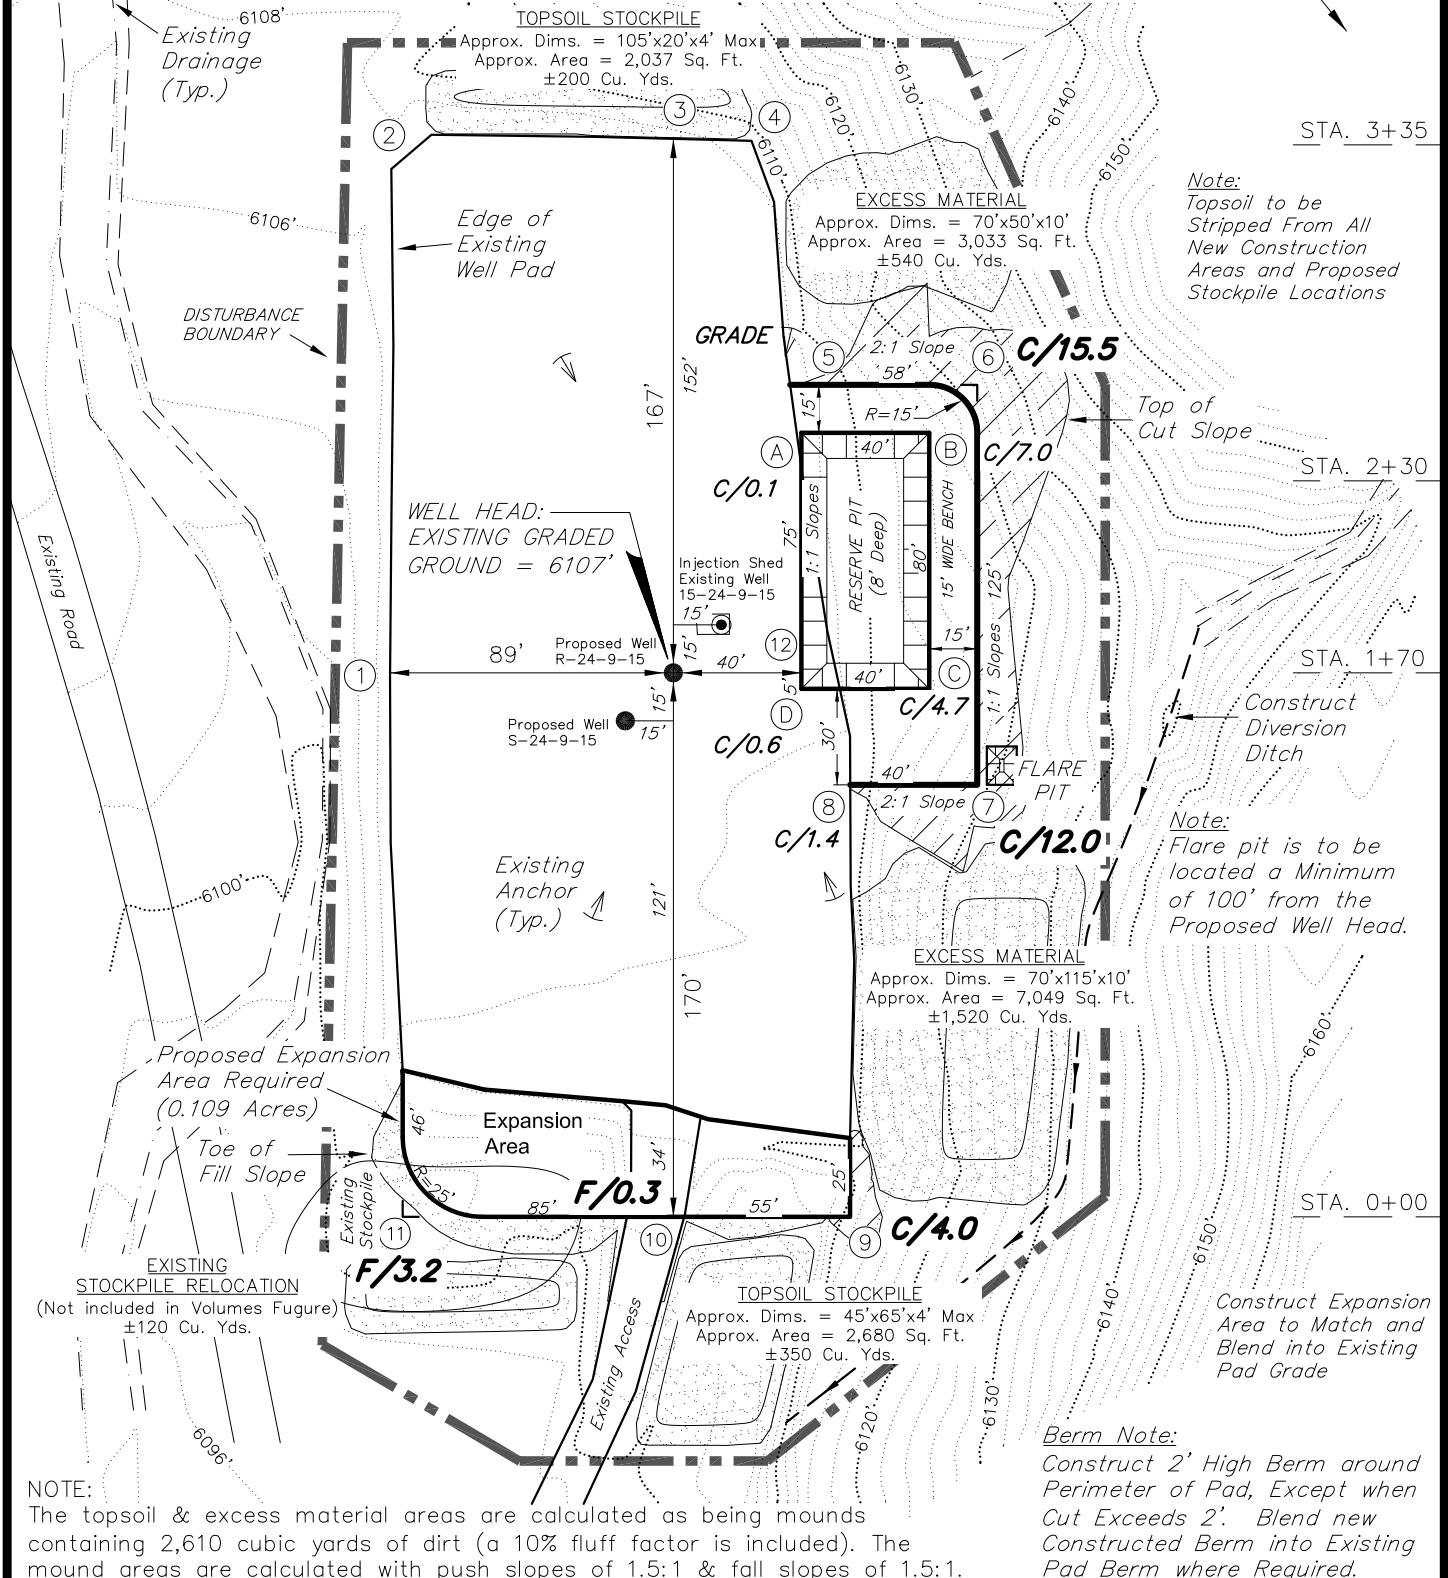 6108'
Existing
Drainage
(Typ.)
TOPSOIL STOCKPILE
Approx. Dims. = 105'x20'x4' Max
Approx. Area = 2,037 Sq. Ft.
±200 Cu. Yds.
2
3
4
6110'
6120'
6130'
6140'
6150'
STA. 3+35
Note:
Topsoil to be
Stripped From All
New Construction
Areas and Proposed
Stockpile Locations
EXCESS MATERIAL
Approx. Dims. = 70'x50'x10'
Approx. Area = 3,033 Sq. Ft.
±540 Cu. Yds.
6106'
Edge of
Existing
Well Pad
DISTURBANCE
BOUNDARY
GRADE
5
2:1 Slope
6
C/15.5
58'
15'
R=15'
152'
167'
Top of
Cut Slope
A
40'
B
C/7.0
C/0.1
STA. 2+30
WELL HEAD:
EXISTING GRADED
GROUND = 6107'
75'
1:1 Slopes
RESERVE PIT
(8' Deep)
80'
15' WIDE BENCH
125'
1:1 Slopes
Existing Road
Injection Shed
Existing Well
15-24-9-15
15'
15'
Proposed Well
R-24-9-15
12
15'
1
89'
40'
5'
40'
C
STA. 1+70
15'
Proposed Well
S-24-9-15
15'
D
C/4.7
C/0.6
30'
Construct
Diversion
Ditch
40'
FLARE
PIT
8
2:1 Slope
7
C/1.4
C/12.0
Note:
Flare pit is to be
located a Minimum
of 100' from the
Proposed Well Head.
Existing
Anchor
(Typ.)
121'
6100'
EXCESS MATERIAL
Approx. Dims. = 70'x115'x10'
Approx. Area = 7,049 Sq. Ft.
±1,520 Cu. Yds.
170'
6160'
Proposed Expansion
Area Required
(0.109 Acres)
46'
Expansion
Area
Toe of
Fill Slope
34'
25'
R=25'
F/0.3
Existing
Stockpile
85'
55'
STA. 0+00
11
10
9
C/4.0
6150'
F/3.2
EXISTING
STOCKPILE RELOCATION
(Not included in Volumes Fugure)
±120 Cu. Yds.
TOPSOIL STOCKPILE
Approx. Dims. = 45'x65'x4' Max
Approx. Area = 2,680 Sq. Ft.
±350 Cu. Yds.
Existing Access
6140'
Construct Expansion
Area to Match and
Blend into Existing
Pad Grade
6130'
6120'
6096'
Berm Note:
Construct 2' High Berm around
Perimeter of Pad, Except when
Cut Exceeds 2'. Blend new
Constructed Berm into Existing
Pad Berm where Required.
NOTE:
The topsoil & excess material areas are calculated as being mounds
containing 2,610 cubic yards of dirt (a 10% fluff factor is included). The
mound areas are calculated with push slopes of 1.5:1 & fall slopes of 1.5:1.